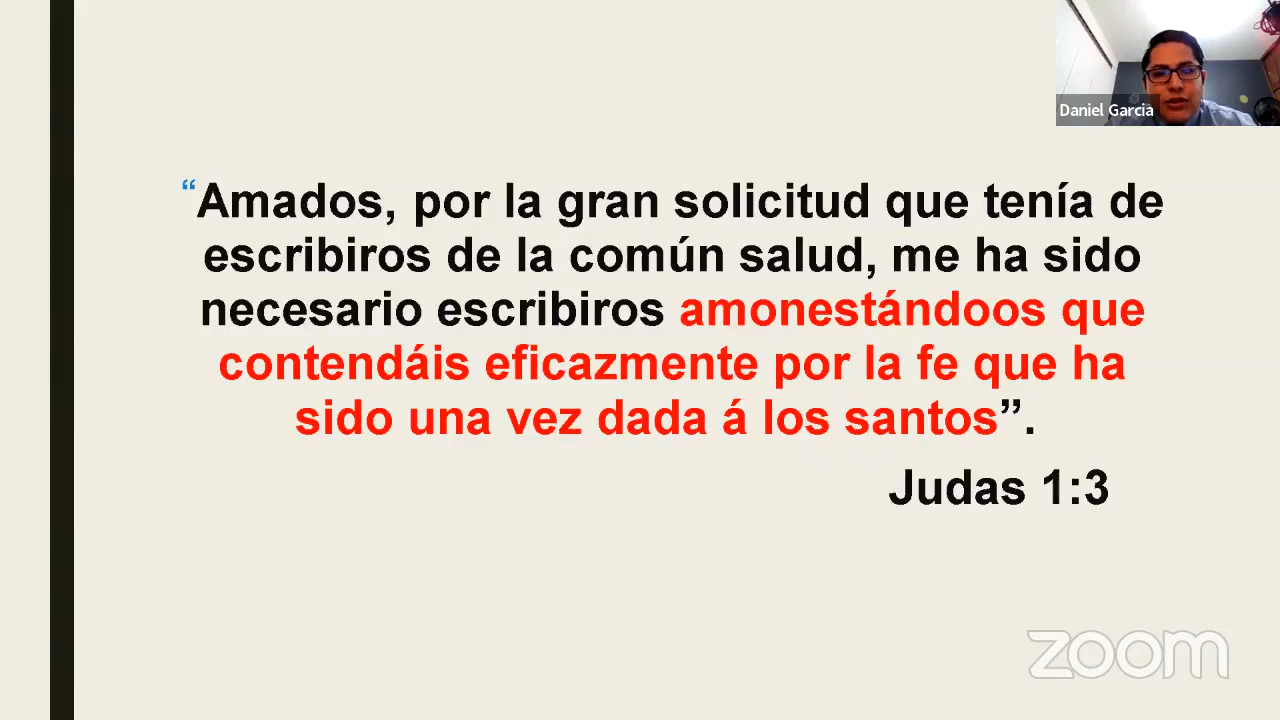 Daniel Garcia
“Amados, por la gran solicitud que tenía de
escribiros de la común salud, me ha sido
necesario escribiros amonestándoos que
contendáis eficazmente por la fe que ha
sido una vez dada á los santos”.
Judas 1:3
zoom